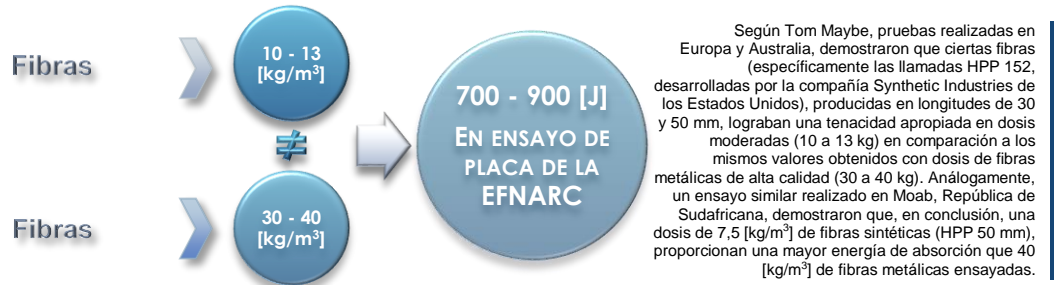 Fibras
10 - 13
[kg/m³]
≠
Fibras
30 - 40
[kg/m³]
700 - 900 [J]
EN ENSAYO DE
PLACA DE LA
EFNARC
Según Tom Maybe, pruebas realizadas en
Europa y Australia, demostraron que ciertas fibras
(específicamente las llamadas HPP 152,
desarrolladas por la compañía Synthetic Industries de
los Estados Unidos), producidas en longitudes de 30
y 50 mm, lograban una tenacidad apropiada en dosis
moderadas (10 a 13 kg) en comparación a los
mismos valores obtenidos con dosis de fibras
metálicas de alta calidad (30 a 40 kg). Análogamente,
un ensayo similar realizado en Moab, República de
Sudafricana, demostraron que, en conclusión, una
dosis de 7,5 [kg/m³] de fibras sintéticas (HPP 50 mm),
proporcionan una mayor energía de absorción que 40
[kg/m³] de fibras metálicas ensayadas.